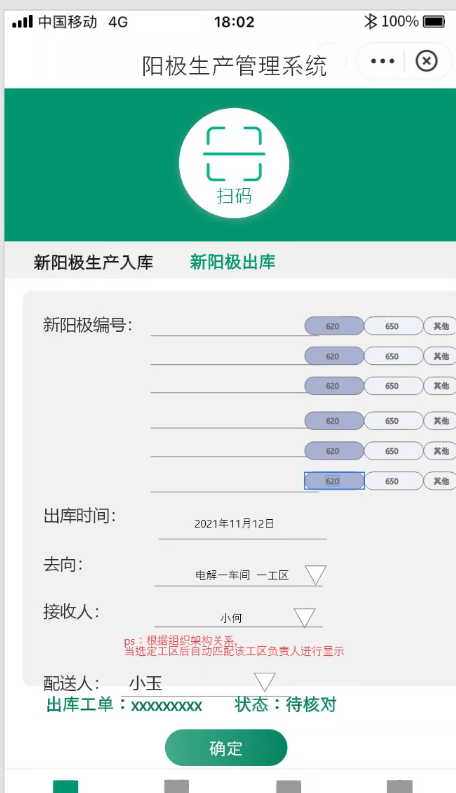 中国移动 4G 18:02 100%
阳极生产管理系统
扫码
新阳极生产入库 新阳极出库
新阳极编号: 620 650 其他
620 650 其他
620 650 其他
620 650 其他
620 650 其他
620 650 其他
出库时间: 2021年11月12日
去向: 电解一车间 一工区
接收人: 小何
ps：根据组织架构关系,
当选定工区后自动匹配该工区负责人进行显示
配送人: 小玉
出库工单：xxxxxxxxx 状态：待核对
确定